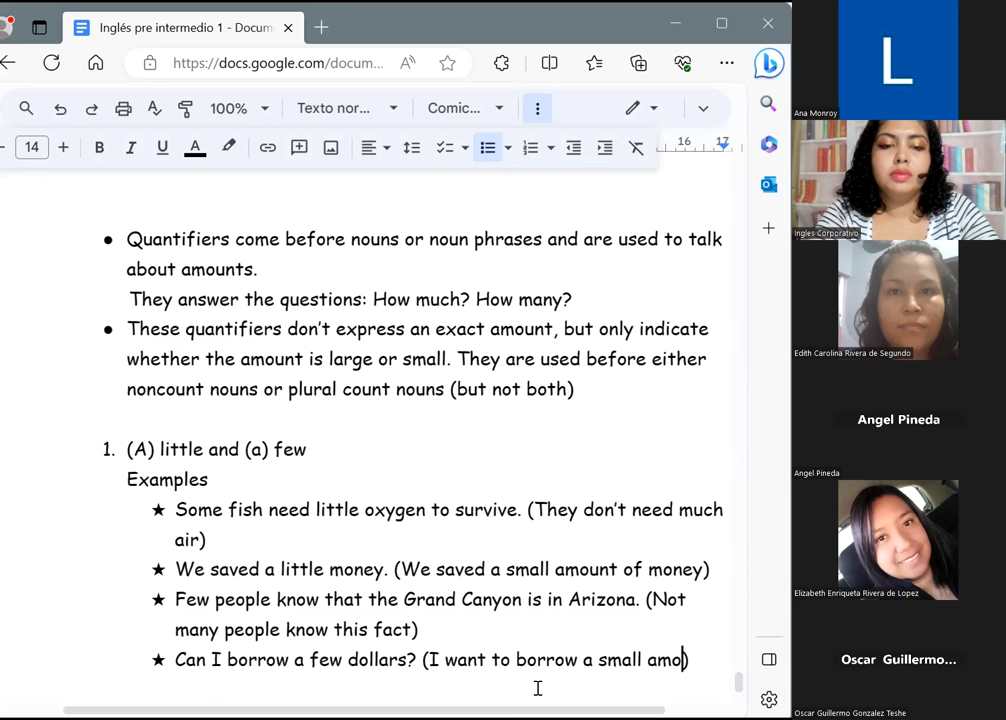 Inglés pre intermedio 1 - Docum
https://docs.google.com/docum...
100%
Texto nor...
Comic...
14
B I U A
16 17
• Quantifiers come before nouns or noun phrases and are used to talk
about amounts.
They answer the questions: How much? How many?
• These quantifiers don't express an exact amount, but only indicate
whether the amount is large or small. They are used before either
noncount nouns or plural count nouns (but not both)
1. (A) little and (a) few
Examples
★ Some fish need little oxygen to survive. (They don't need much
air)
★ We saved a little money. (We saved a small amount of money)
★ Few people know that the Grand Canyon is in Arizona. (Not
many people know this fact)
★ Can I borrow a few dollars? (I want to borrow a small amo)
L
Ana Monroy
Ingles Corporativo
Edith Carolina Rivera de Segundo
Angel Pineda
Angel Pineda
Elizabeth Enriqueta Rivera de Lopez
Oscar Guillermo...
Oscar Guillermo Gonzalez Teshe